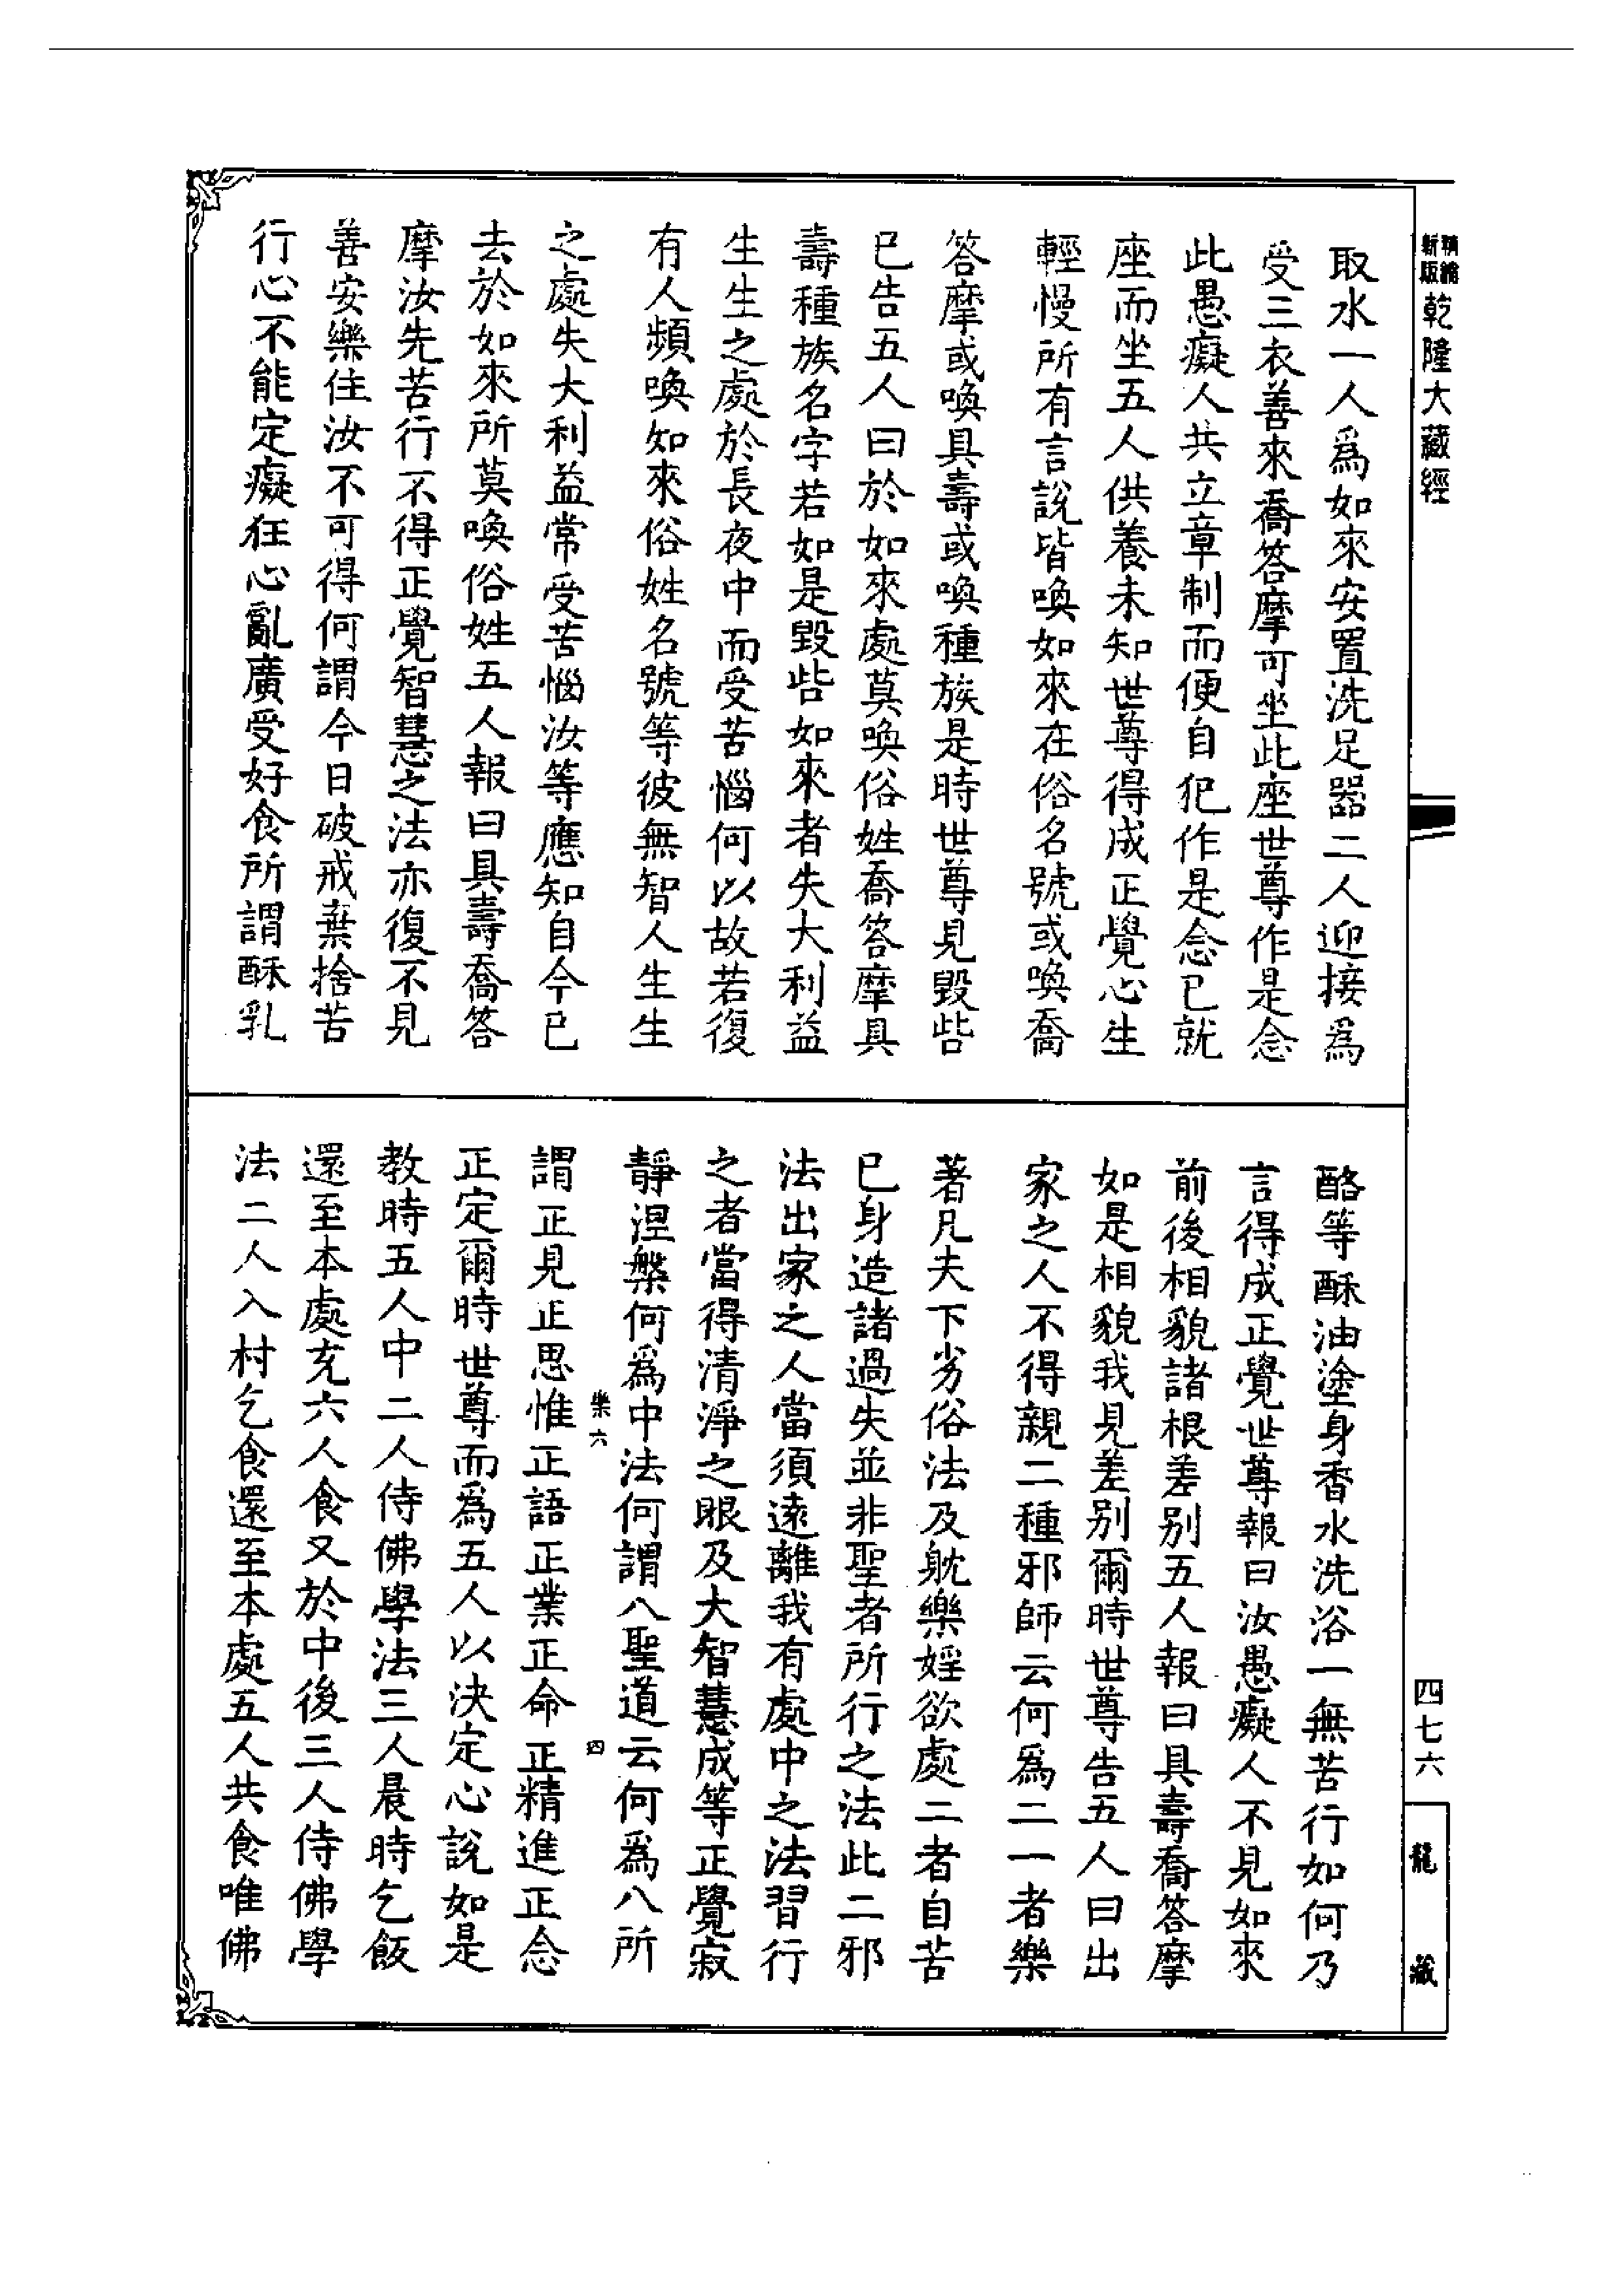 精繪新版乾隆大藏經
取水一人爲如來安置洗足器二人迎接爲
受三衣善來喬答摩可坐此座世尊作是念
此愚癡人共立章制而便自犯作是念已就
座而坐五人供養未知世尊得成正覺心生
輕慢所有言說皆喚如來在俗名號或喚喬
答摩或喚具壽或喚種族是時世尊見毀呰
已告五人曰於如來處莫喚俗姓喬答摩具
壽種族名字若如是毀呰如來者失大利益
生生之處於長夜中而受苦惱何以故若復
有人頻喚如來俗姓名號等彼無智人生生
之處失大利益常受苦惱汝等應知自今已
去於如來所莫喚俗姓五人報曰具壽喬答
摩汝先苦行不得正覺智慧之法亦復不見
善安樂住汝不可得何謂今日破戒棄捨苦
行心不能定癡狂心亂廣受好食所謂酥乳
酪等酥油塗身香水洗浴一無苦行如何乃
言得成正覺世尊報曰汝愚癡人不見如來
前後相貌諸根差別五人報曰具壽喬答摩
如是相貌我見差別爾時世尊告五人曰出
家之人不得親二種邪師云何爲二一者樂
著凡夫下劣俗法及躭樂婬欲處二者自苦
已身造諸過失並非聖者所行之法此二邪
法出家之人當須遠離我有處中之法習行
之者當得清淨之眼及大智慧成等正覺寂
靜涅槃何爲中法何謂八聖道云何爲八所
樂六
四
謂正見正思惟正語正業正命正精進正念
正定爾時世尊而爲五人以決定心說如是
教時五人中二人侍佛學法三人晨時乞飯
還至本處充六人食又於中後三人侍佛學
法二人入村乞食還至本處五人共食唯佛
四七六
龍藏